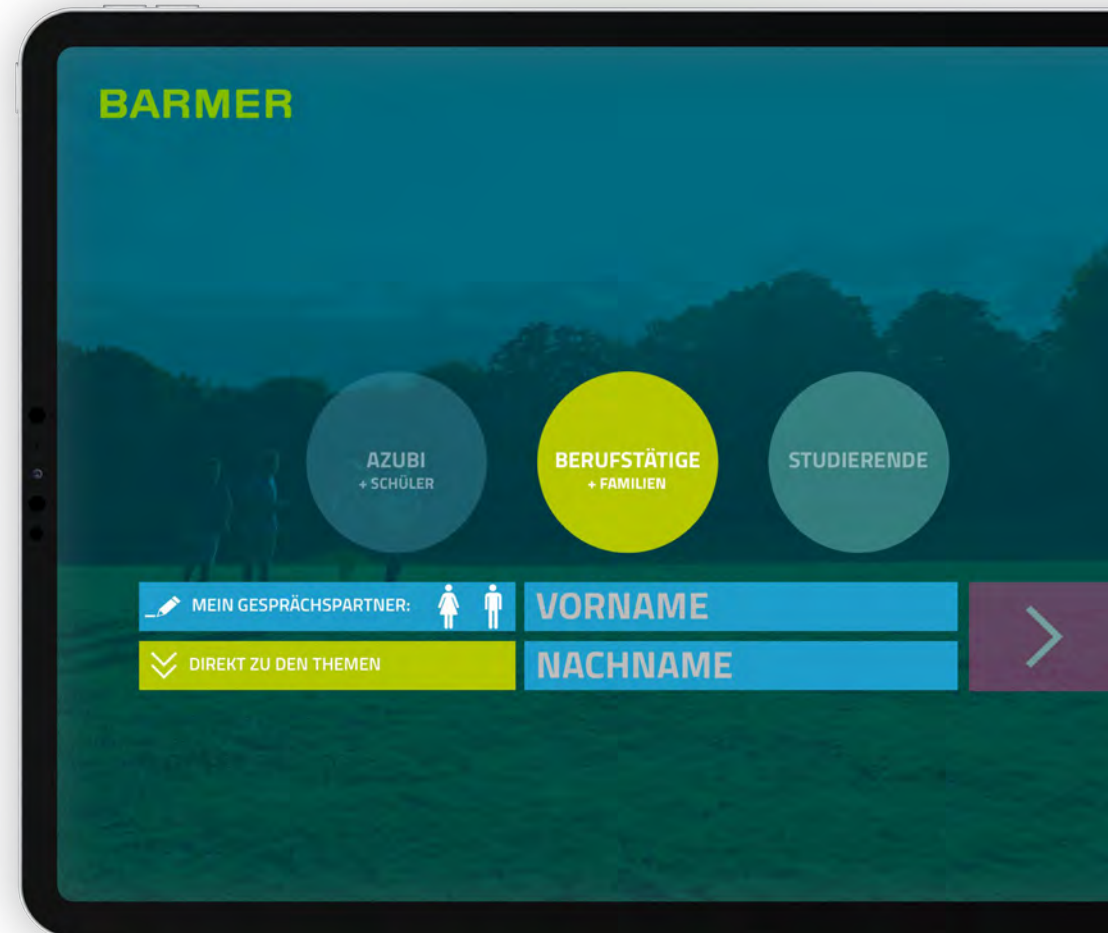 BARMER
AZUBI
+ SCHÜLER
BERUFSTÄTIGE
+ FAMILIEN
STUDIERENDE
MEIN GESPRÄCHSPARTNER:
VORNAME
DIREKT ZU DEN THEMEN
NACHNAME